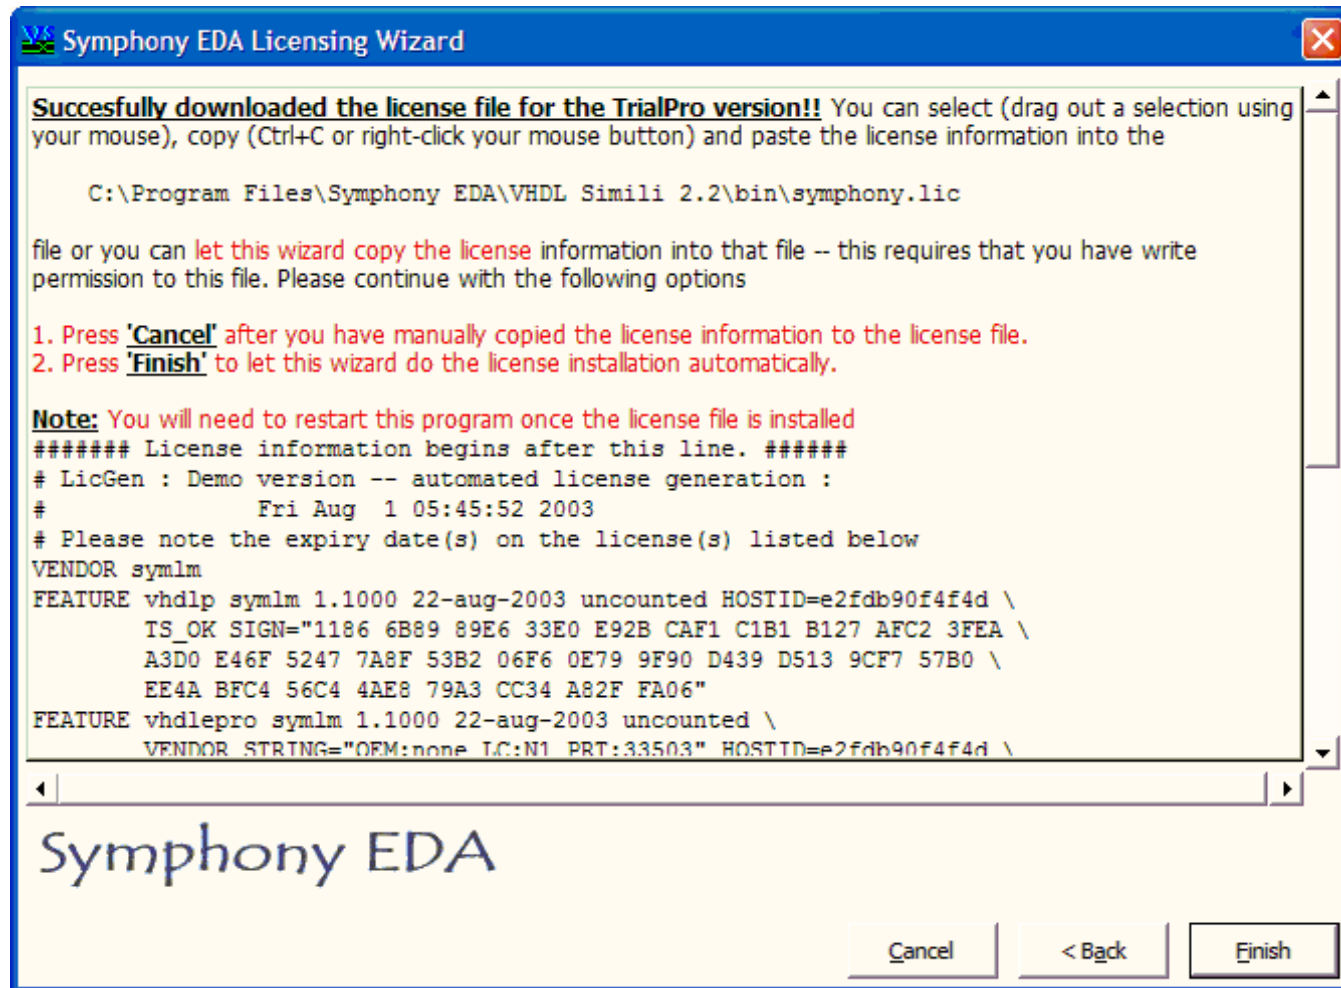 Symphony EDA Licensing Wizard
Succesfully downloaded the license file for the TrialPro version!! You can select (drag out a selection using
your mouse), copy (Ctrl+C or right-click your mouse button) and paste the license information into the
C:\Program Files\Symphony EDA\VHDL Simili 2.2\bin\symphony.lic
file or you can let this wizard copy the license information into that file -- this requires that you have write
permission to this file. Please continue with the following options
1. Press 'Cancel' after you have manually copied the license information to the license file.
2. Press 'Finish' to let this wizard do the license installation automatically.
Note: You will need to restart this program once the license file is installed
####### License information begins after this line. ######
# LicGen : Demo version -- automated license generation :
# Fri Aug 1 05:45:52 2003
# Please note the expiry date(s) on the license(s) listed below
VENDOR symlm
FEATURE vhdlp symlm 1.1000 22-aug-2003 uncounted HOSTID=e2fdb90f4f4d \
TS_OK SIGN="1186 6B89 89E6 33E0 E92B CAF1 C1B1 B127 AFC2 3FEA \
A3D0 E46F 5247 7A8F 53B2 06F6 0E79 9F90 D439 D513 9CF7 57B0 \
EE4A BFC4 56C4 4AE8 79A3 CC34 A82F FA06"
FEATURE vhdlepro symlm 1.1000 22-aug-2003 uncounted \
VENDOR_STRING="OEM:none LC:N1 PRT:33503" HOSTID=e2fdb90f4f4d \
Symphony EDA
Cancel
< Back
Finish